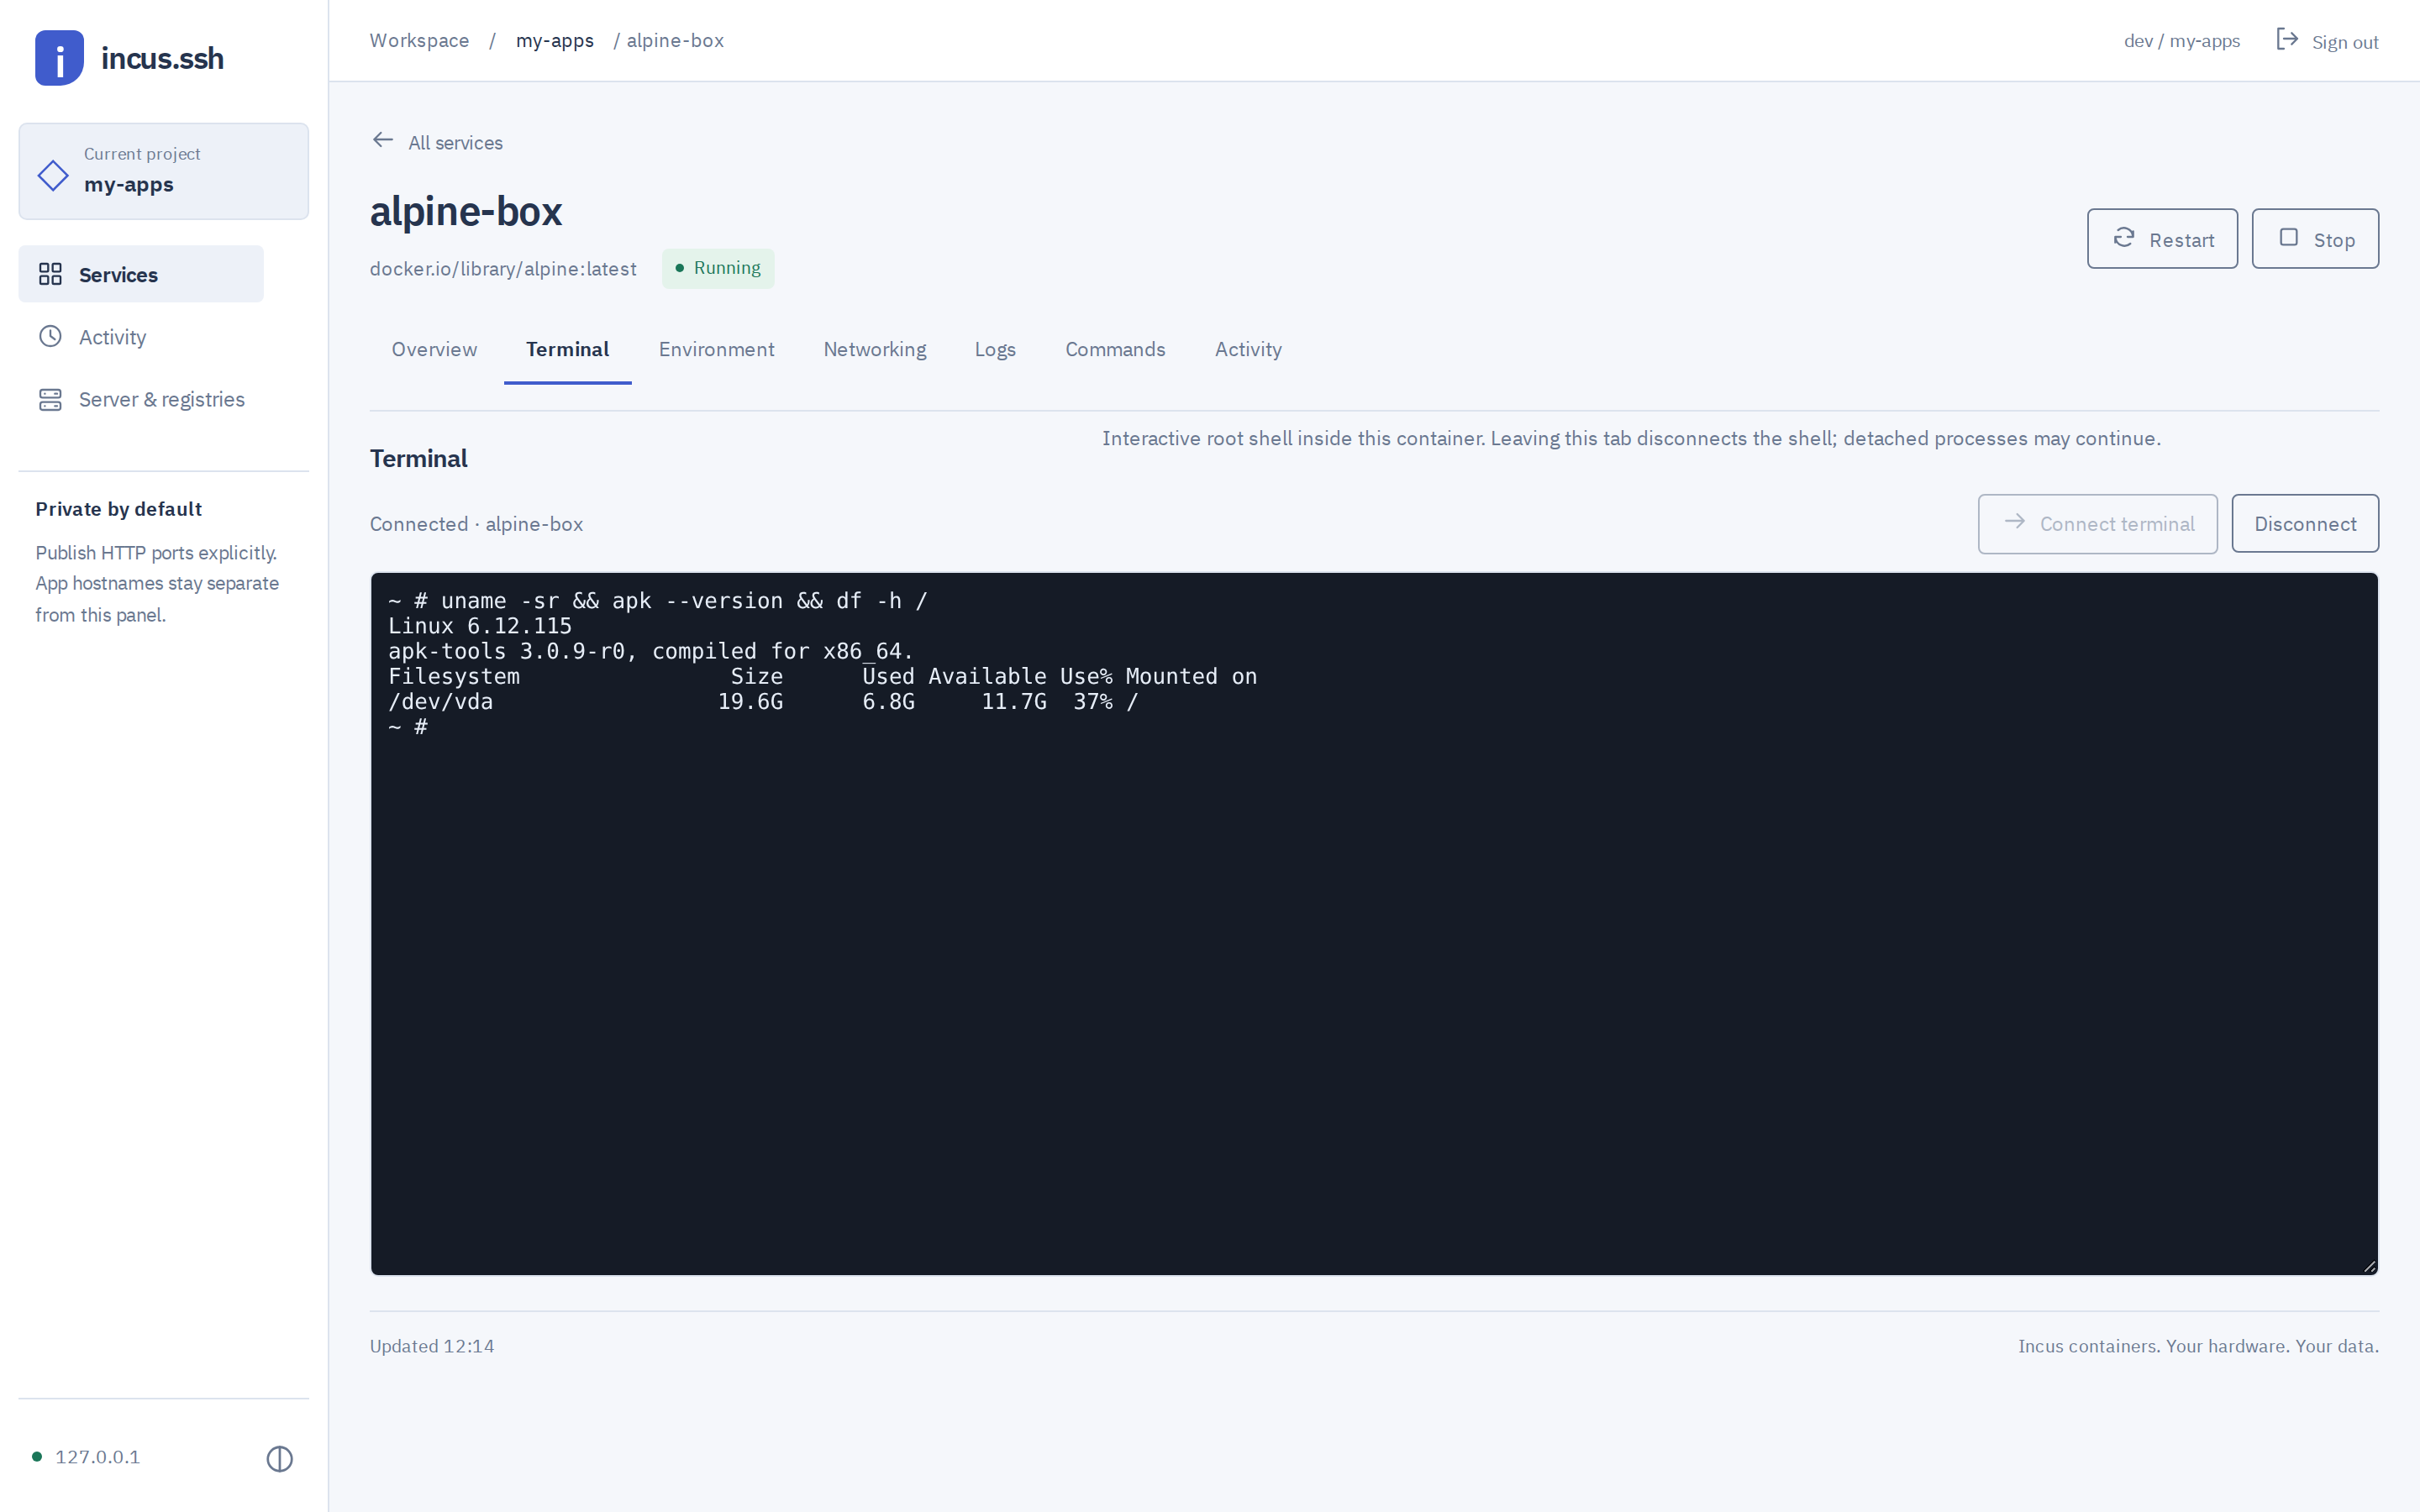 i incus.ssh
Workspace / my-apps / alpine-box
dev / my-apps Sign out
Current project
my-apps
Services
Activity
Server & registries
Private by default
Publish HTTP ports explicitly.
App hostnames stay separate
from this panel.
127.0.0.1
All services
alpine-box
docker.io/library/alpine:latest Running
Restart Stop
Overview Terminal Environment Networking Logs Commands Activity
Terminal
Interactive root shell inside this container. Leaving this tab disconnects the shell; detached processes may continue.
Connected · alpine-box
Connect terminal Disconnect
~ # uname -sr && apk --version && df -h /
Linux 6.12.115
apk-tools 3.0.9-r0, compiled for x86_64.
Filesystem                Size      Used Available Use% Mounted on
/dev/vda                 19.6G      6.8G     11.7G  37% /
~ #
Updated 12:14
Incus containers. Your hardware. Your data.